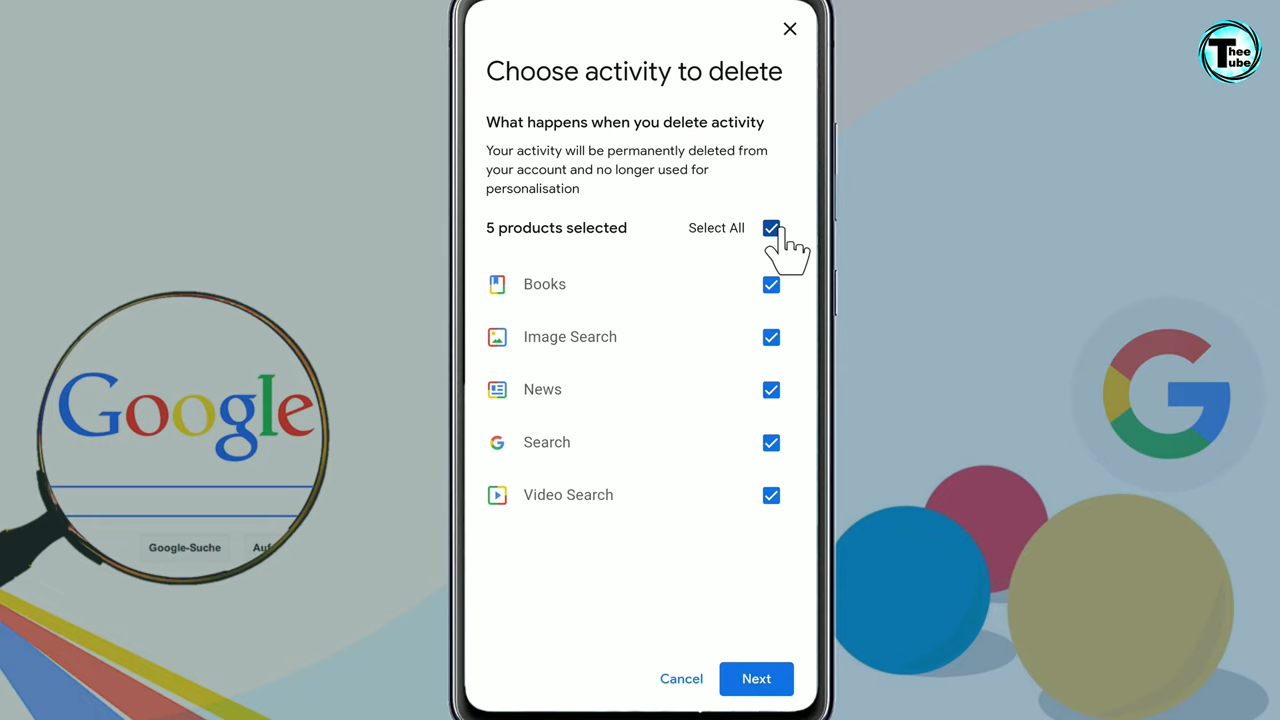 Thee
Tube
Choose activity to delete
What happens when you delete activity
Your activity will be permanently deleted from
your account and no longer used for
personalisation
5 products selected Select All
Books
Image Search
News
Search
Video Search
Cancel Next
Google
Google-Suche Auf